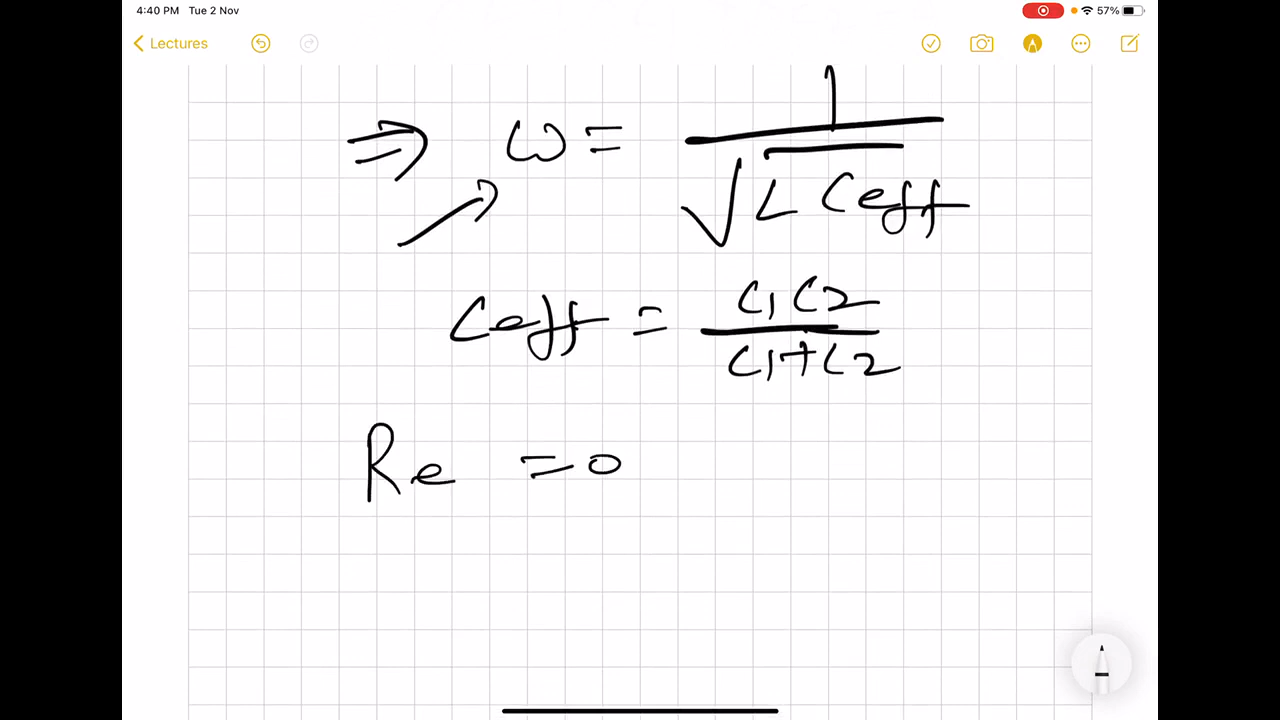 4:40 PM Tue 2 Nov 57%
Lectures
⇒ ω = 1 / √(L Ceff)
Ceff = C1C2 / C1+C2
Re = 0